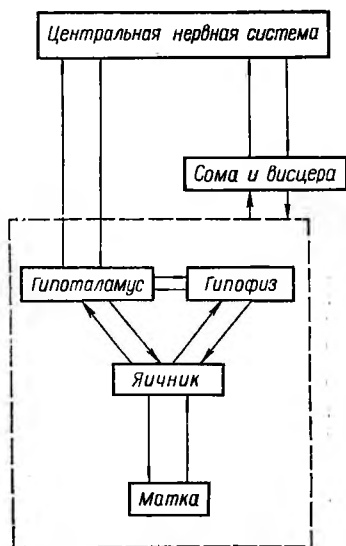 Центральная нервная система
Сома и висцера
Гипоталамус
Гипофиз
Яичник
Матка